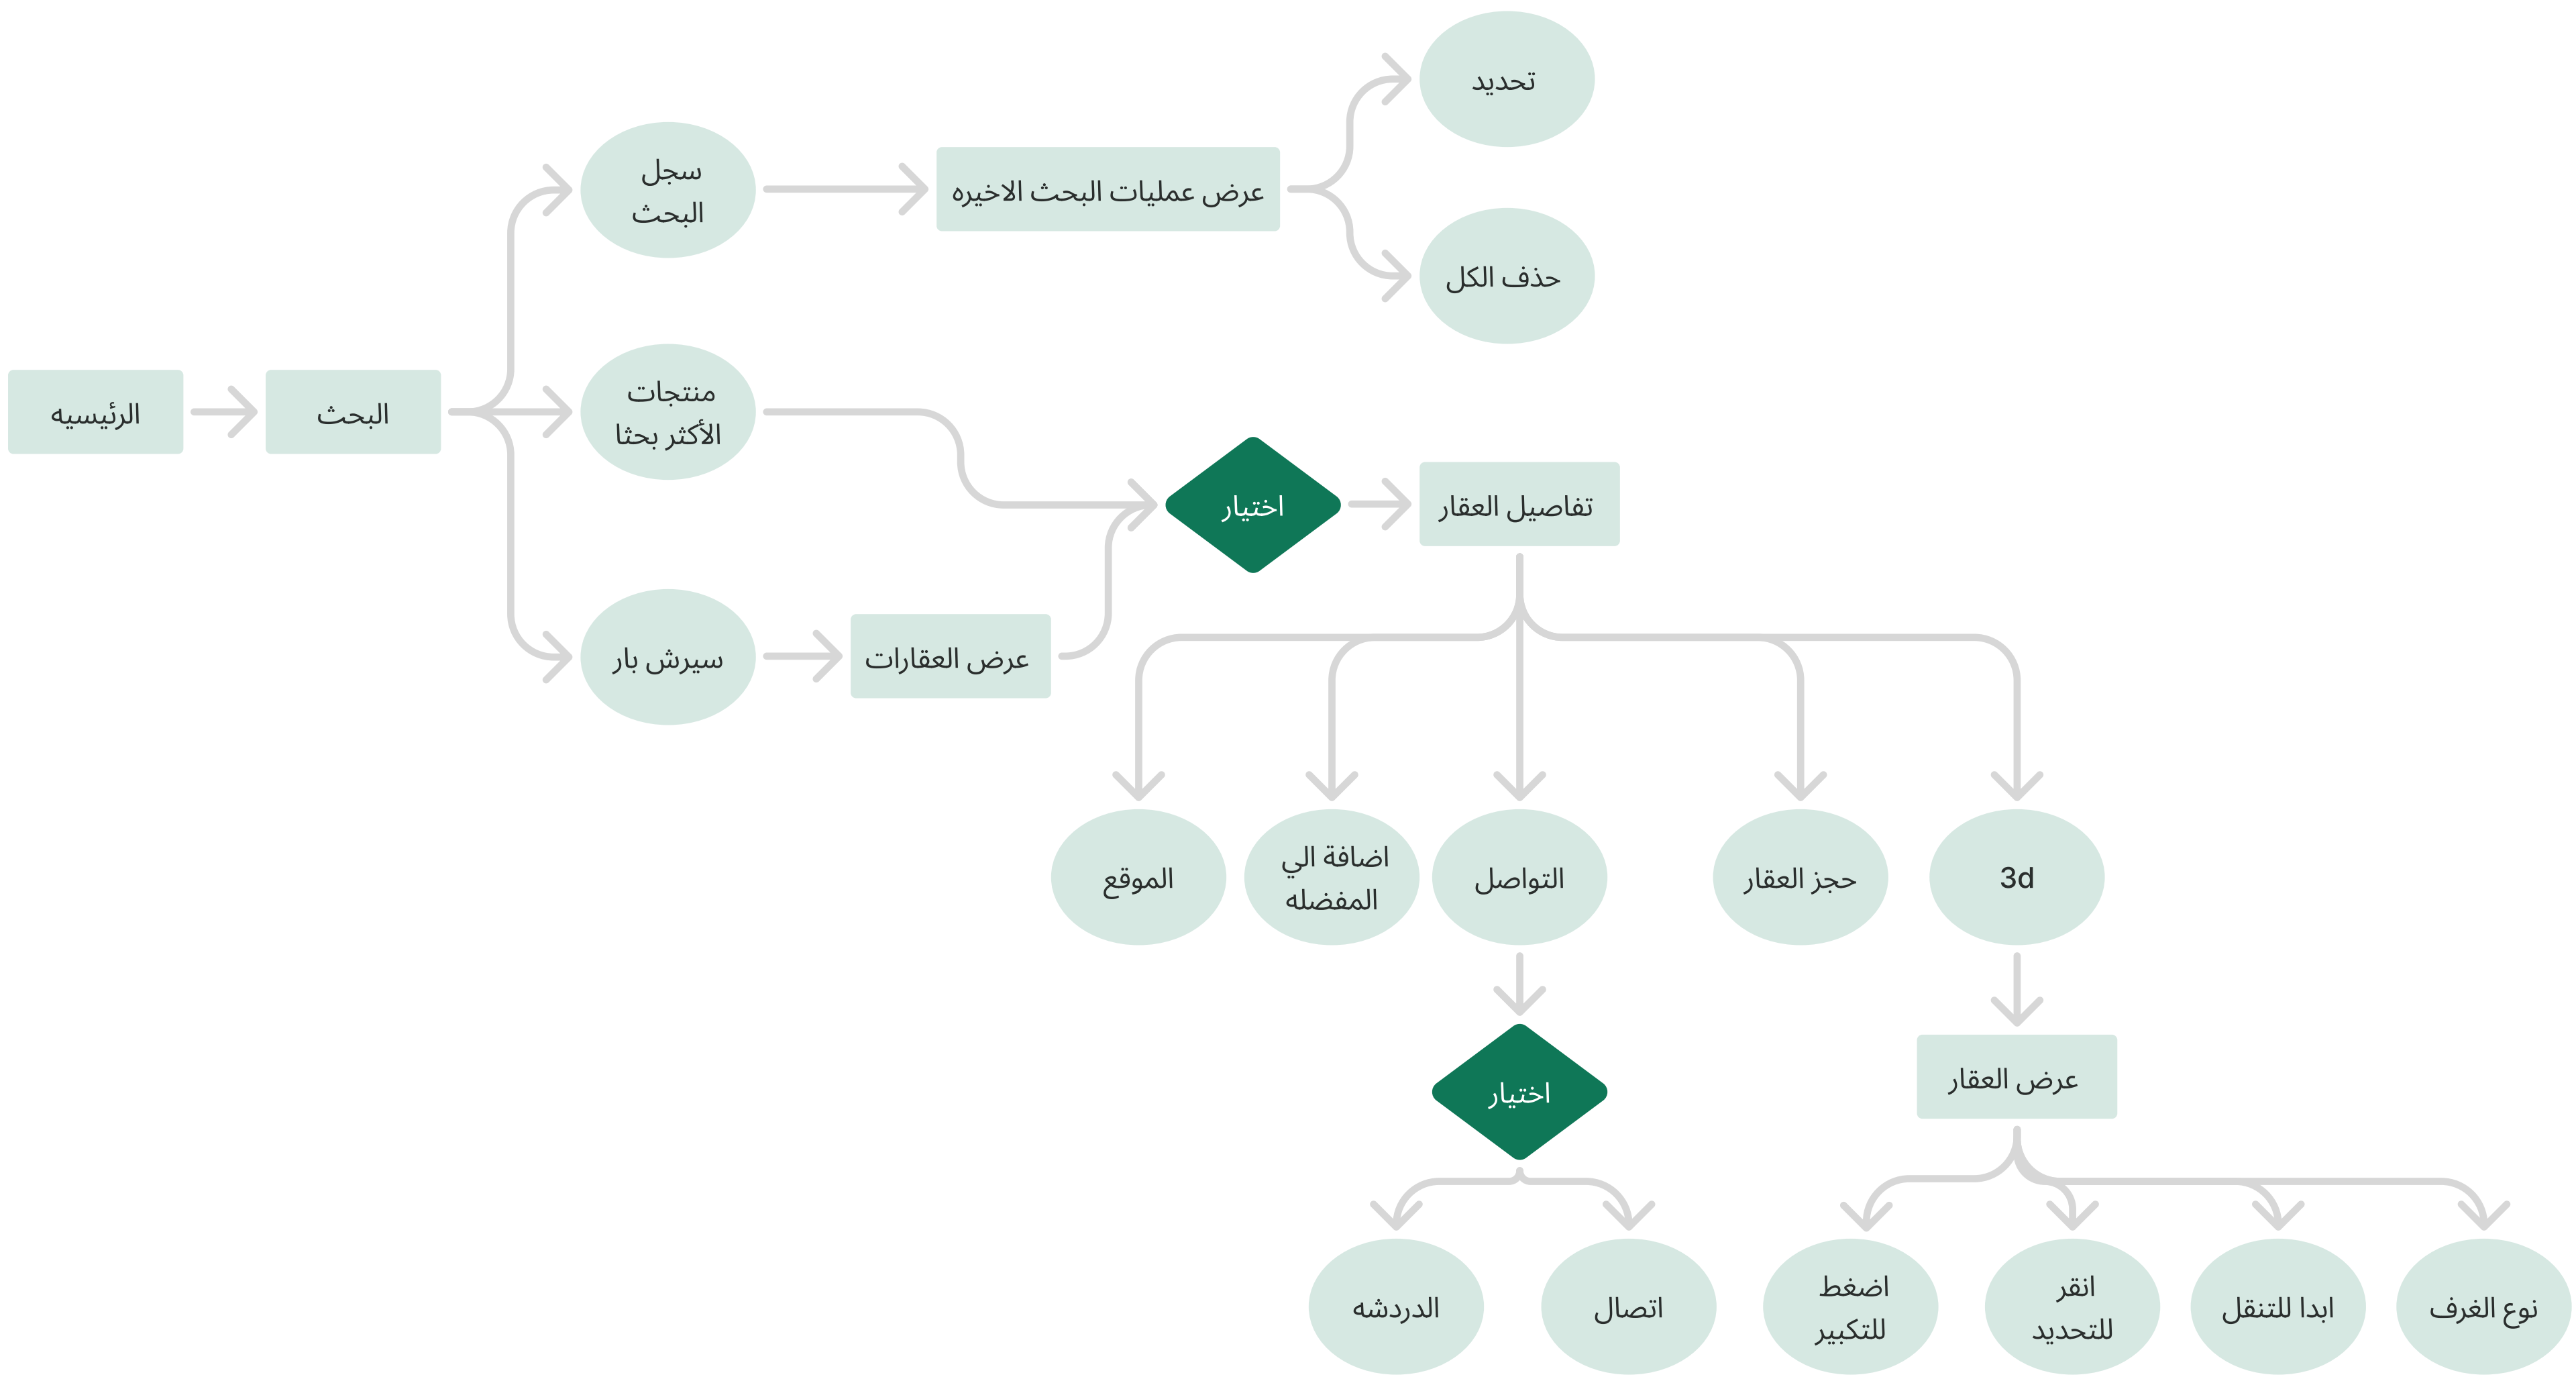 تحديد
سجل
البحث
عرض عمليات البحث الاخيره
حذف الكل
الرئيسيه
البحث
منتجات
الأكثر بحثا
اختيار
تفاصيل العقار
سيرش بار
عرض العقارات
الموقع
اضافة الي
المفضله
التواصل
حجز العقار
3d
اختيار
عرض العقار
الدردشه
اتصال
اضغط
للتكبير
انقر
للتحديد
ابدا للتنقل
نوع الغرف